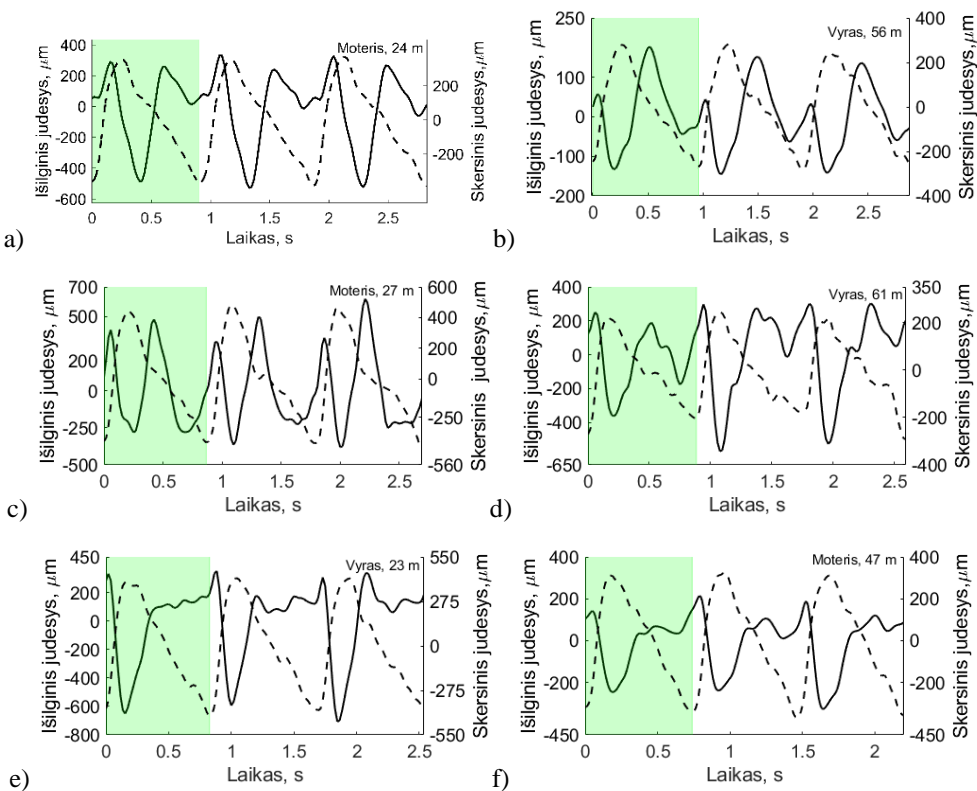 a)
Moteris, 24 m
Išilginis judesys, μm
400
200
0
-200
-400
-600
Skersinis judesys,μm
200
0
-200
0 0.5 1 1.5 2 2.5
Laikas, s
b)
Vyras, 56 m
Išilginis judesys, μm
250
100
0
-100
-200
Skersinis judesys,μm
400
200
0
-200
-400
0 0.5 1 1.5 2 2.5
Laikas, s
c)
Moteris, 27 m
Išilginis judesys, μm
700
500
200
0
-250
-500
Skersinis judesys,μm
600
400
200
0
-250
-560
0 0.5 1 1.5 2 2.5
Laikas, s
d)
Vyras, 61 m
Išilginis judesys, μm
400
200
0
-200
-400
-650
Skersinis judesys,μm
350
200
0
-200
-400
0 0.5 1 1.5 2 2.5
Laikas, s
e)
Vyras, 23 m
Išilginis judesys, μm
450
200
0
-200
-400
-600
-800
Skersinis judesys,μm
550
275
0
-275
-550
0 0.5 1 1.5 2 2.5
Laikas, s
f)
Moteris, 47 m
Išilginis judesys, μm
400
200
0
-200
-450
Skersinis judesys,μm
400
300
200
100
0
-100
-200
-300
-450
0 0.5 1 1.5 2
Laikas, s